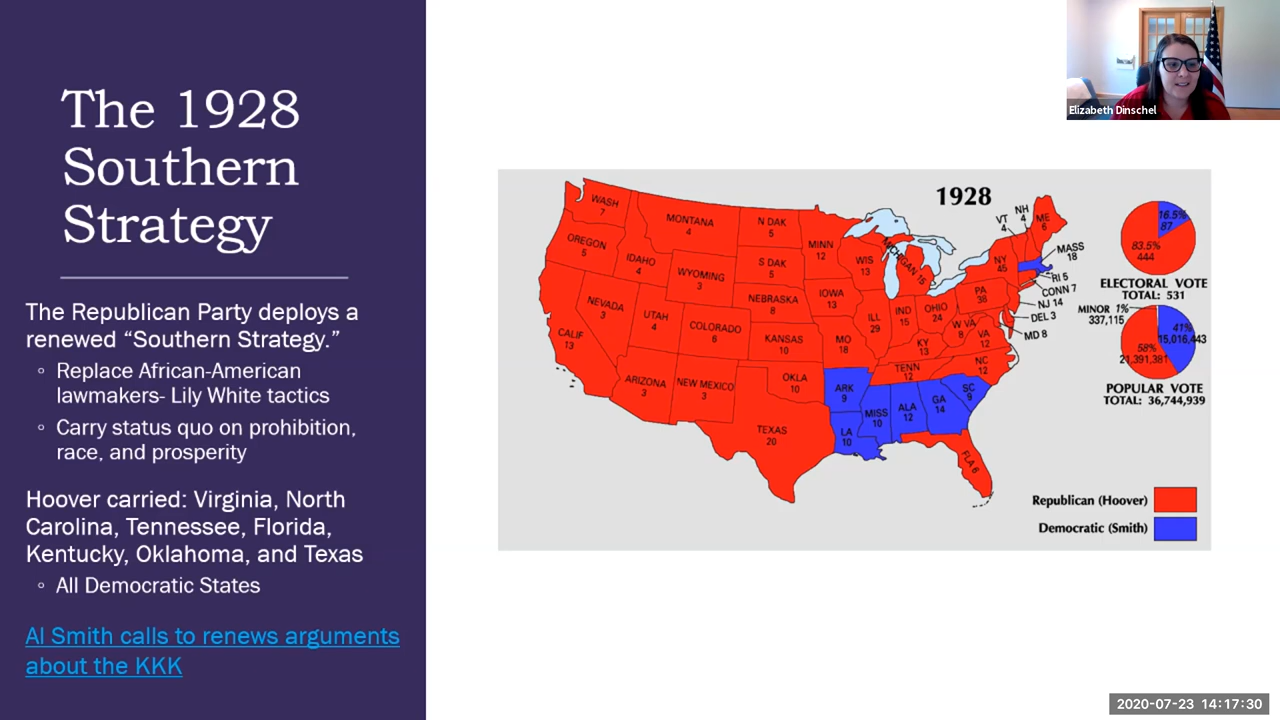 The 1928
Southern
Strategy
The Republican Party deploys a
renewed “Southern Strategy.”
◦ Replace African-American
lawmakers- Lily White tactics
◦ Carry status quo on prohibition,
race, and prosperity
Hoover carried: Virginia, North
Carolina, Tennessee, Florida,
Kentucky, Oklahoma, and Texas
◦ All Democratic States
Al Smith calls to renews arguments
about the KKK
Elizabeth Dinschel
1928
WASH
7
OREGON
5
CALIF
13
NEVADA
3
IDAHO
4
MONTANA
4
WYOMING
3
UTAH
4
COLORADO
6
ARIZONA
3
NEW MEXICO
3
N DAK
5
S DAK
5
NEBRASKA
8
KANSAS
10
OKLA
10
TEXAS
20
MINN
12
IOWA
13
MO
18
ARK
9
LA
10
WIS
13
ILL
29
MICHIGAN 15
IND
15
OHIO
24
KY
13
TENN
12
MISS
10
ALA
12
GA
14
FLA 6
SC
9
NC
12
VA
12
W VA
8
PA
38
NY
45
VT
4
NH
4
ME
6
MASS
18
RI 5
CONN 7
NJ 14
DEL 3
MD 8
16.5%
87
83.5%
444
ELECTORAL VOTE
TOTAL: 531
MINOR 1%
337,115
41%
15,016,443
58%
21,391,381
POPULAR VOTE
TOTAL: 36,744,939
Republican (Hoover)
Democratic (Smith)
2020-07-23 14:17:30